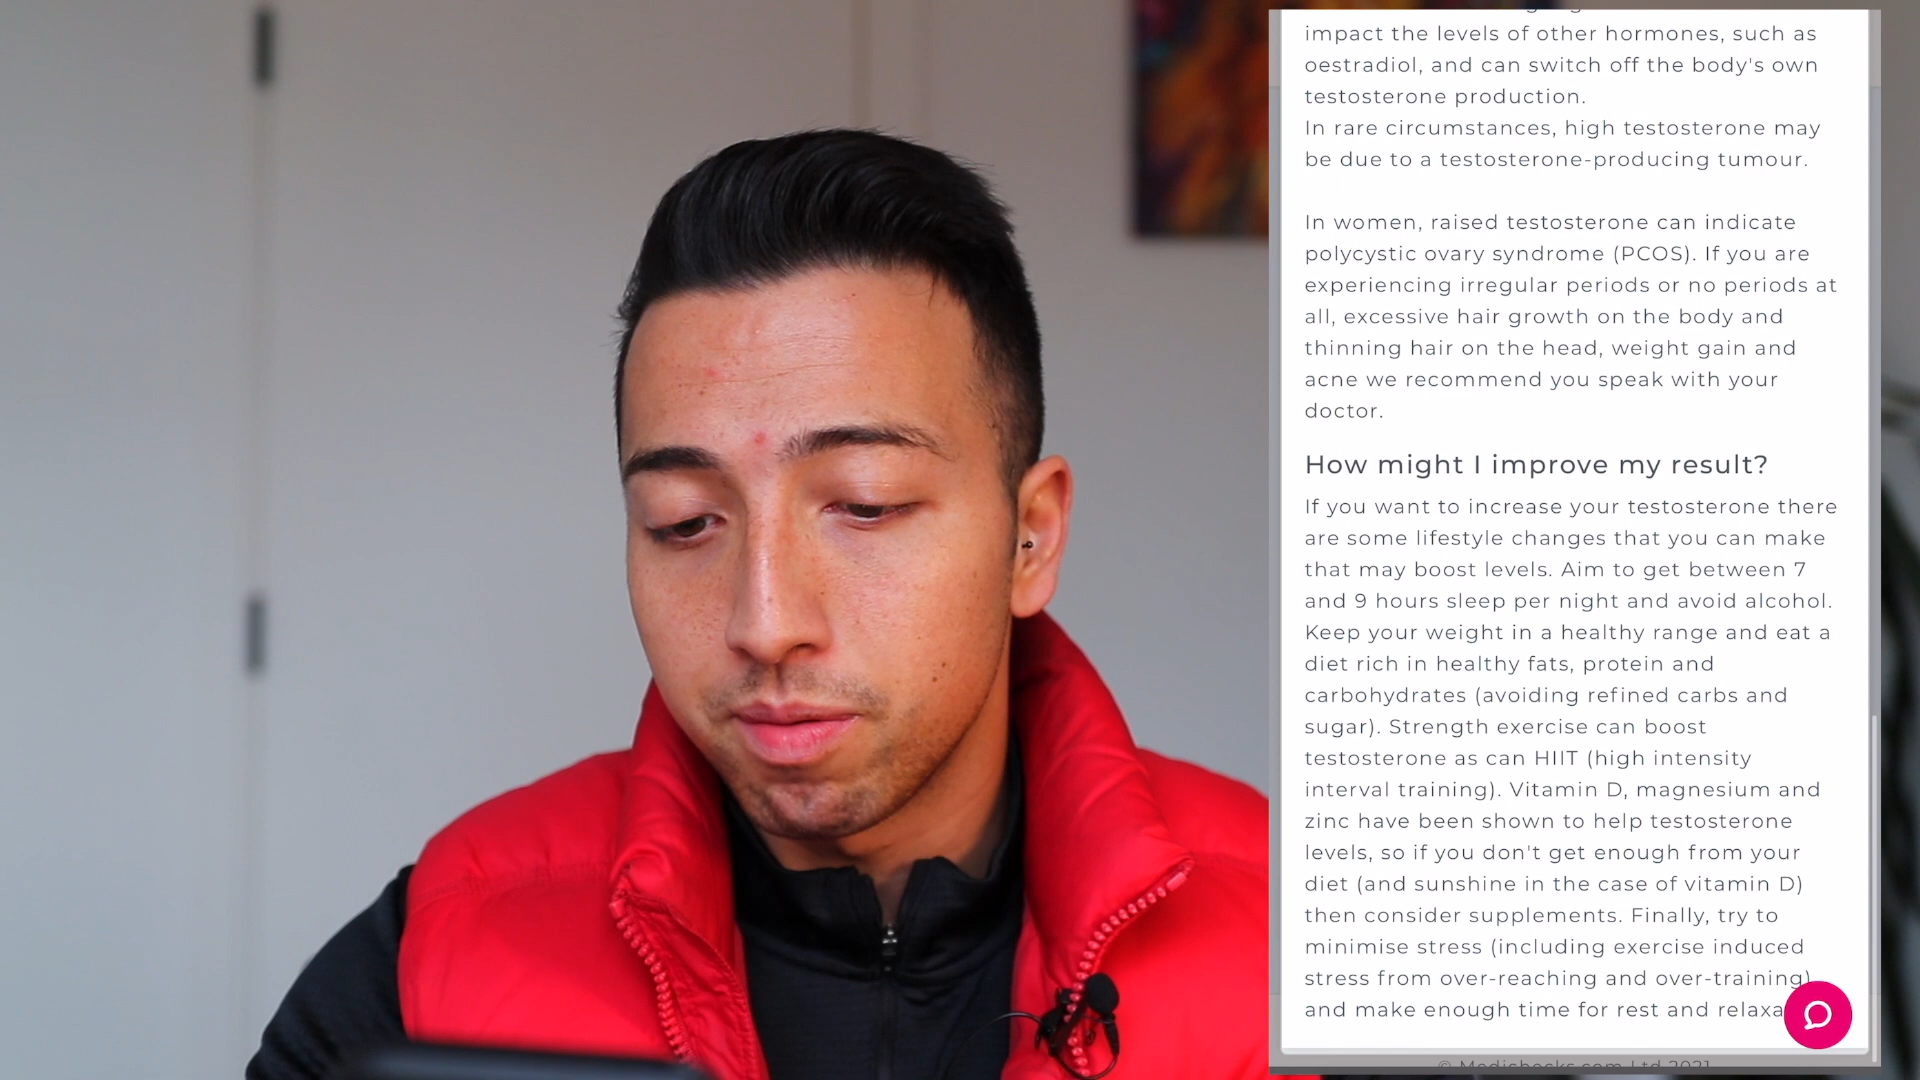 impact the levels of other hormones, such as
oestradiol, and can switch off the body's own
testosterone production.
In rare circumstances, high testosterone may
be due to a testosterone-producing tumour.
In women, raised testosterone can indicate
polycystic ovary syndrome (PCOS). If you are
experiencing irregular periods or no periods at
all, excessive hair growth on the body and
thinning hair on the head, weight gain and
acne we recommend you speak with your
doctor.
How might I improve my result?
If you want to increase your testosterone there
are some lifestyle changes that you can make
that may boost levels. Aim to get between 7
and 9 hours sleep per night and avoid alcohol.
Keep your weight in a healthy range and eat a
diet rich in healthy fats, protein and
carbohydrates (avoiding refined carbs and
sugar). Strength exercise can boost
testosterone as can HIIT (high intensity
interval training). Vitamin D, magnesium and
zinc have been shown to help testosterone
levels, so if you don't get enough from your
diet (and sunshine in the case of vitamin D)
then consider supplements. Finally, try to
minimise stress (including exercise induced
stress from over-reaching and over-training)
and make enough time for rest and relaxa
© Medichecks.com Ltd 2021